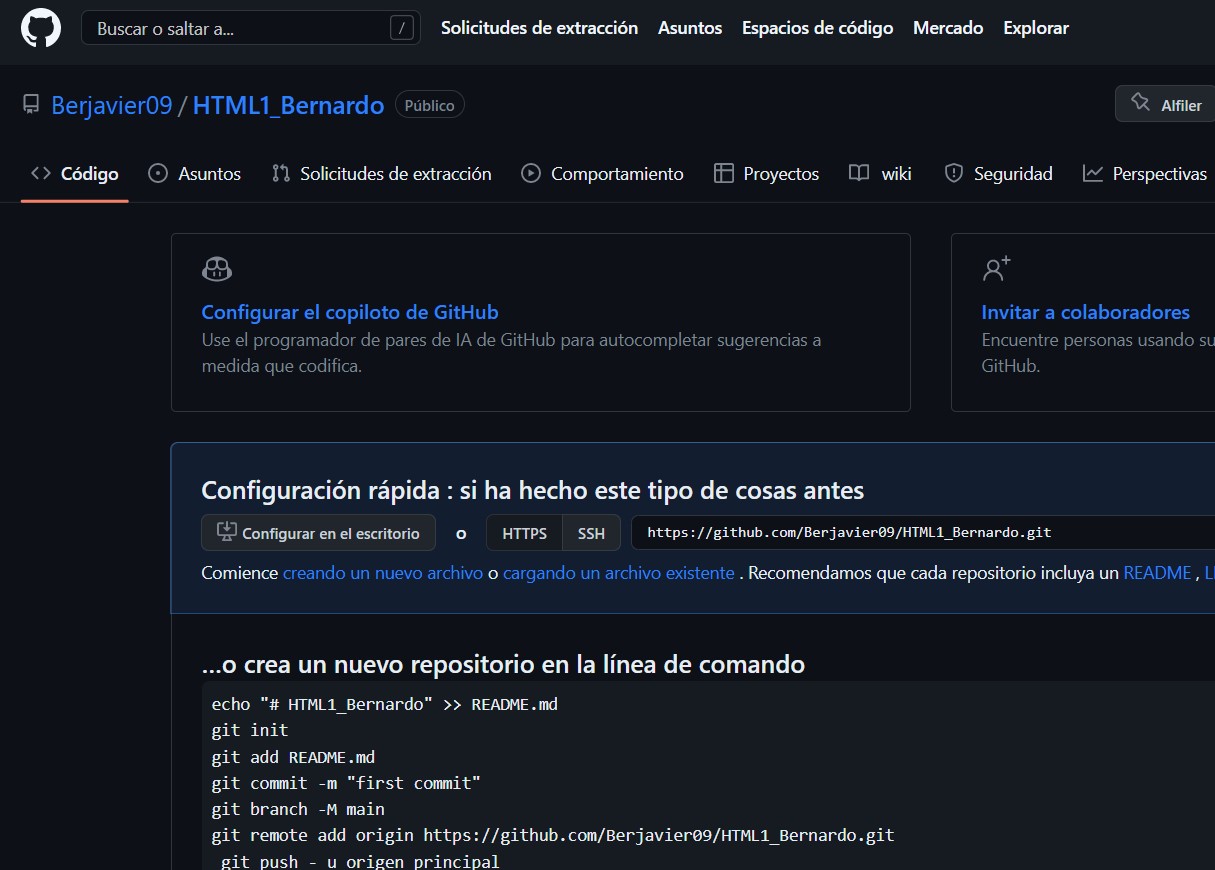 Buscar o saltar a... / Solicitudes de extracción Asuntos Espacios de código Mercado Explorar
Berjavier09 / HTML1_Bernardo Público Alfiler
<> Código Asuntos Solicitudes de extracción Comportamiento Proyectos wiki Seguridad Perspectivas
Configurar el copiloto de GitHub
Use el programador de pares de IA de GitHub para autocompletar sugerencias a
medida que codifica.
Invitar a colaboradores
Encuentre personas usando su
GitHub.
Configuración rápida : si ha hecho este tipo de cosas antes
Configurar en el escritorio o HTTPS SSH https://github.com/Berjavier09/HTML1_Bernardo.git
Comience creando un nuevo archivo o cargando un archivo existente . Recomendamos que cada repositorio incluya un README ,
...o crea un nuevo repositorio en la línea de comando
echo "# HTML1_Bernardo" >> README.md
git init
git add README.md
git commit -m "first commit"
git branch -M main
git remote add origin https://github.com/Berjavier09/HTML1_Bernardo.git
git push - u origen principal